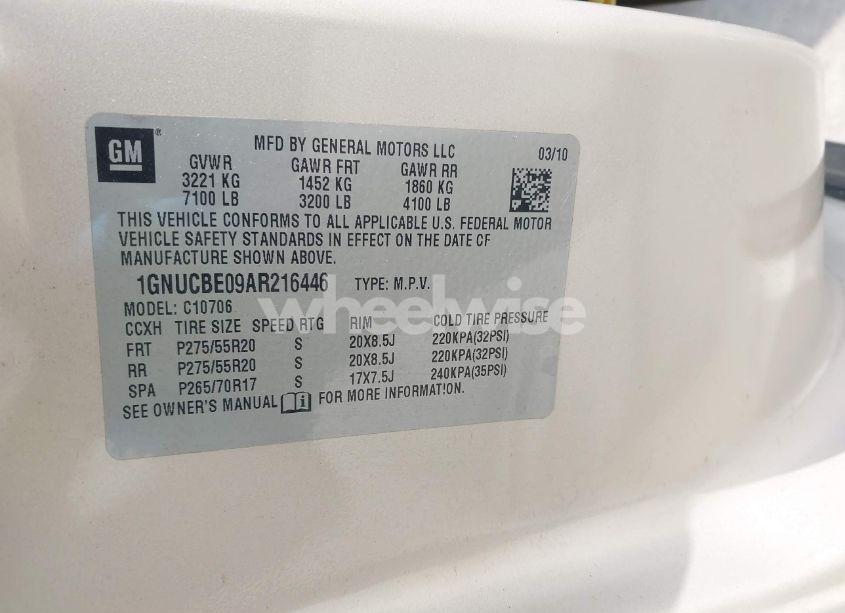 GM
MFD BY GENERAL MOTORS LLC 03/10
GVWR GAWR FRT GAWR RR
3221 KG 1452 KG 1860 KG
7100 LB 3200 LB 4100 LB
THIS VEHICLE CONFORMS TO ALL APPLICABLE U.S. FEDERAL MOTOR
VEHICLE SAFETY STANDARDS IN EFFECT ON THE DATE OF
MANUFACTURE SHOWN ABOVE.
1GNUCBE09AR216446 TYPE: M.P.V.
wheelwise
MODEL: C10706
CCXH TIRE SIZE SPEED RTG RIM COLD TIRE PRESSURE
FRT P275/55R20 S 20X8.5J 220KPA(32PSI)
RR P275/55R20 S 20X8.5J 220KPA(32PSI)
SPA P265/70R17 S 17X7.5J 240KPA(35PSI)
SEE OWNER'S MANUAL i FOR MORE INFORMATION.